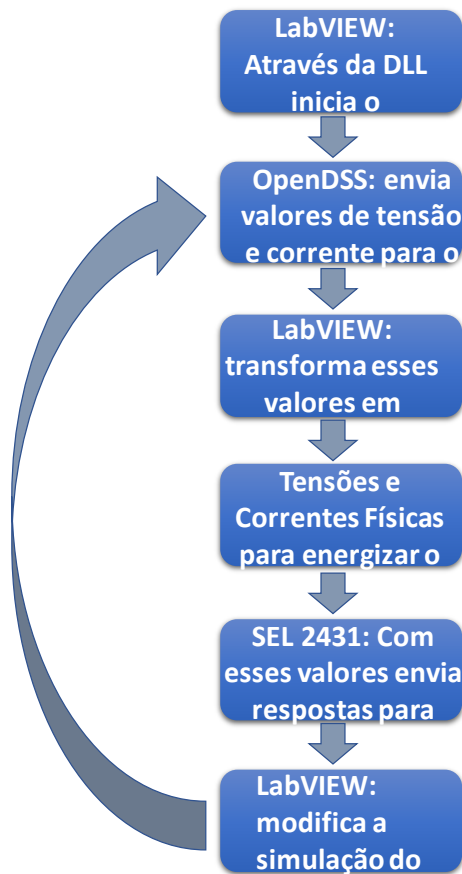 LabVIEW:
Através da DLL
inicia o
OpenDSS: envia
valores de tensão
e corrente para o
LabVIEW:
transforma esses
valores em
Tensões e
Correntes Físicas
para energizar o
SEL 2431: Com
esses valores envia
respostas para
LabVIEW:
modifica a
simulação do